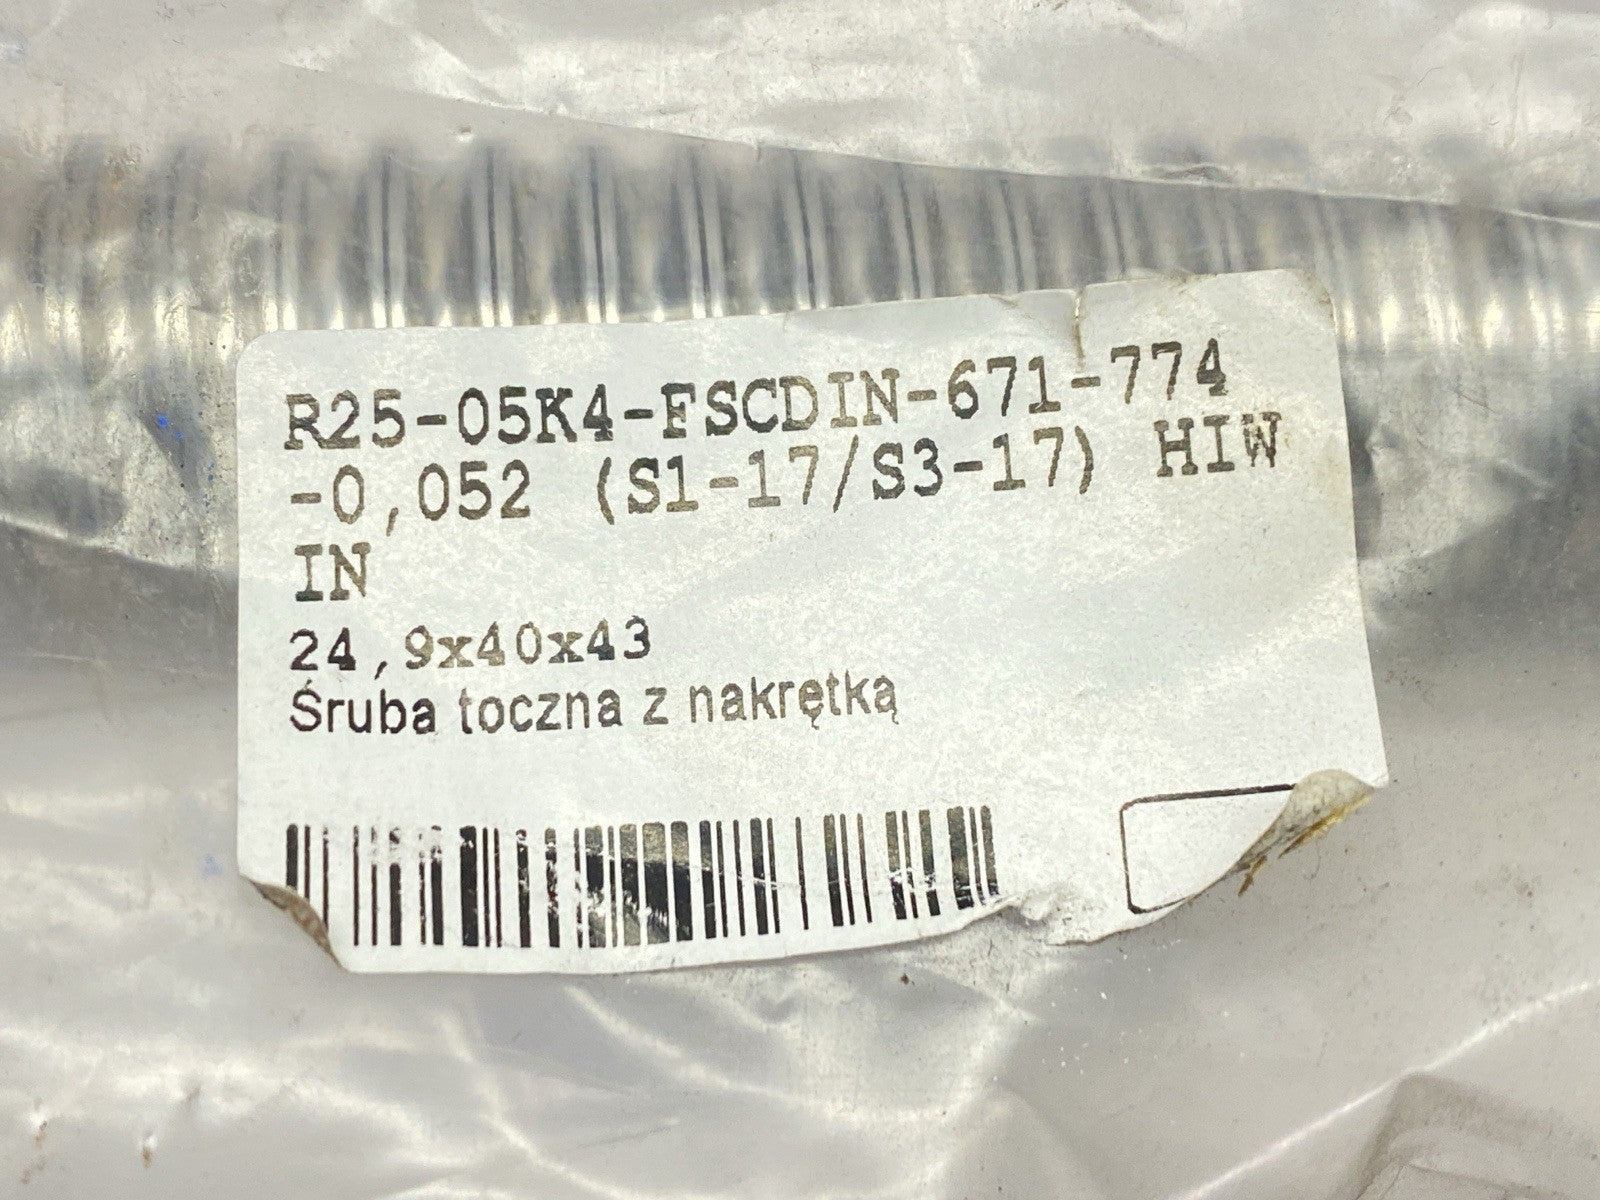 R25-05K4-FSCDIN-671-774
-0,052 (S1-17/S3-17) HIW
IN
24,9x40x43
Śruba toczna z nakrętką